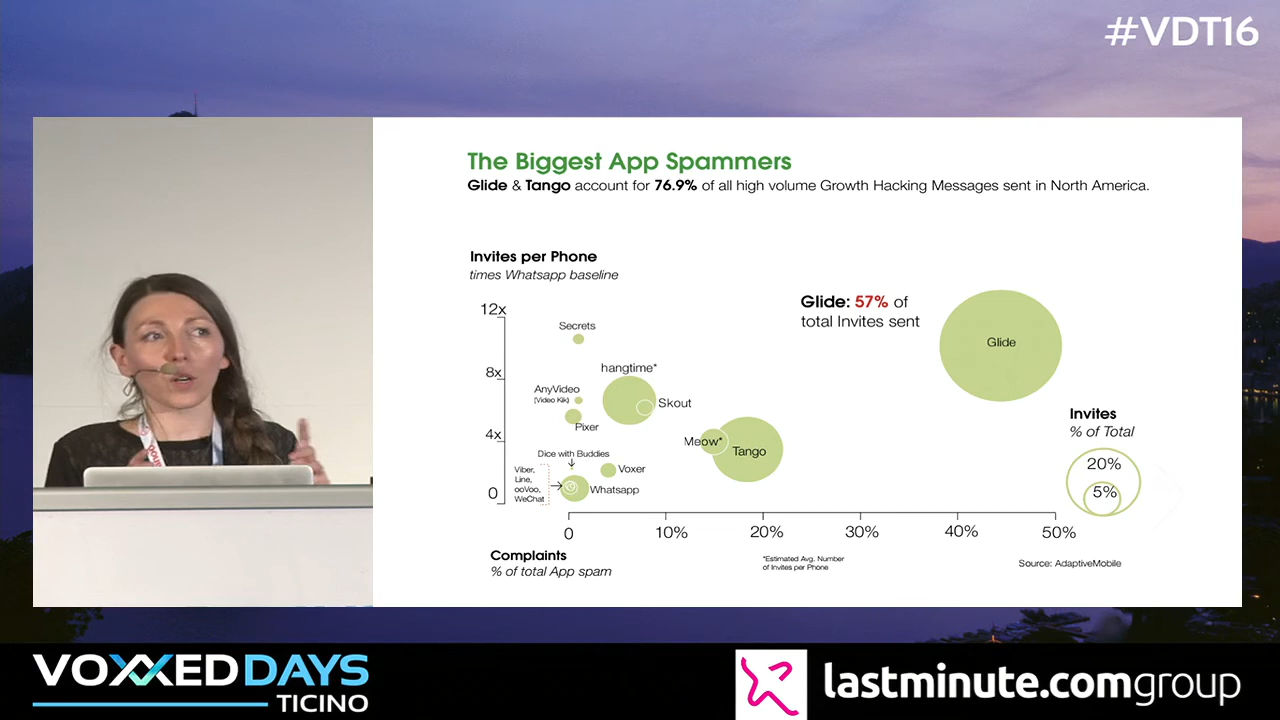 #VDT16
The Biggest App Spammers
Glide & Tango account for 76.9% of all high volume Growth Hacking Messages sent in North America.
Invites per Phone
times Whatsapp baseline
12x
8x
4x
0
Secrets
hangtime*
AnyVideo
(Video Kik)
Skout
Pixer
Meow*
Tango
Dice with Buddies
Voxer
Viber,
Line,
ooVoo,
WeChat
Whatsapp
Glide: 57% of
total Invites sent
Glide
Invites
% of Total
20%
5%
0
10%
20%
30%
40%
50%
Complaints
% of total App spam
*Estimated Avg. Number
of Invites per Phone
Source: AdaptiveMobile
VOXXED DAYS
TICINO
lastminute.com group